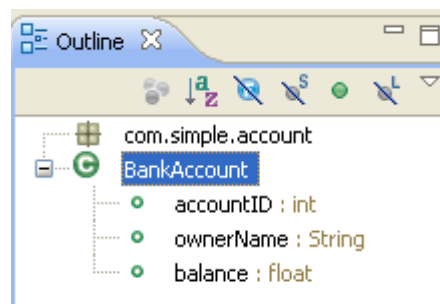 Outline
a z S L
com.simple.account
C BankAccount
accountID : int
ownerName : String
balance : float